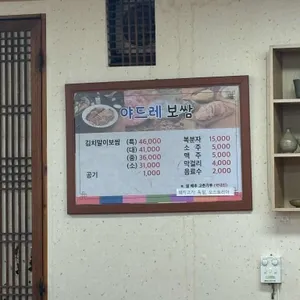 야드레 보쌈
김치말이보쌈 (특) 46,000
(대) 41,000
(중) 36,000
(소) 31,000
공기 1,000
복분자 15,000
소 주 5,000
맥 주 5,000
막걸리 4,000
음료수 2,000